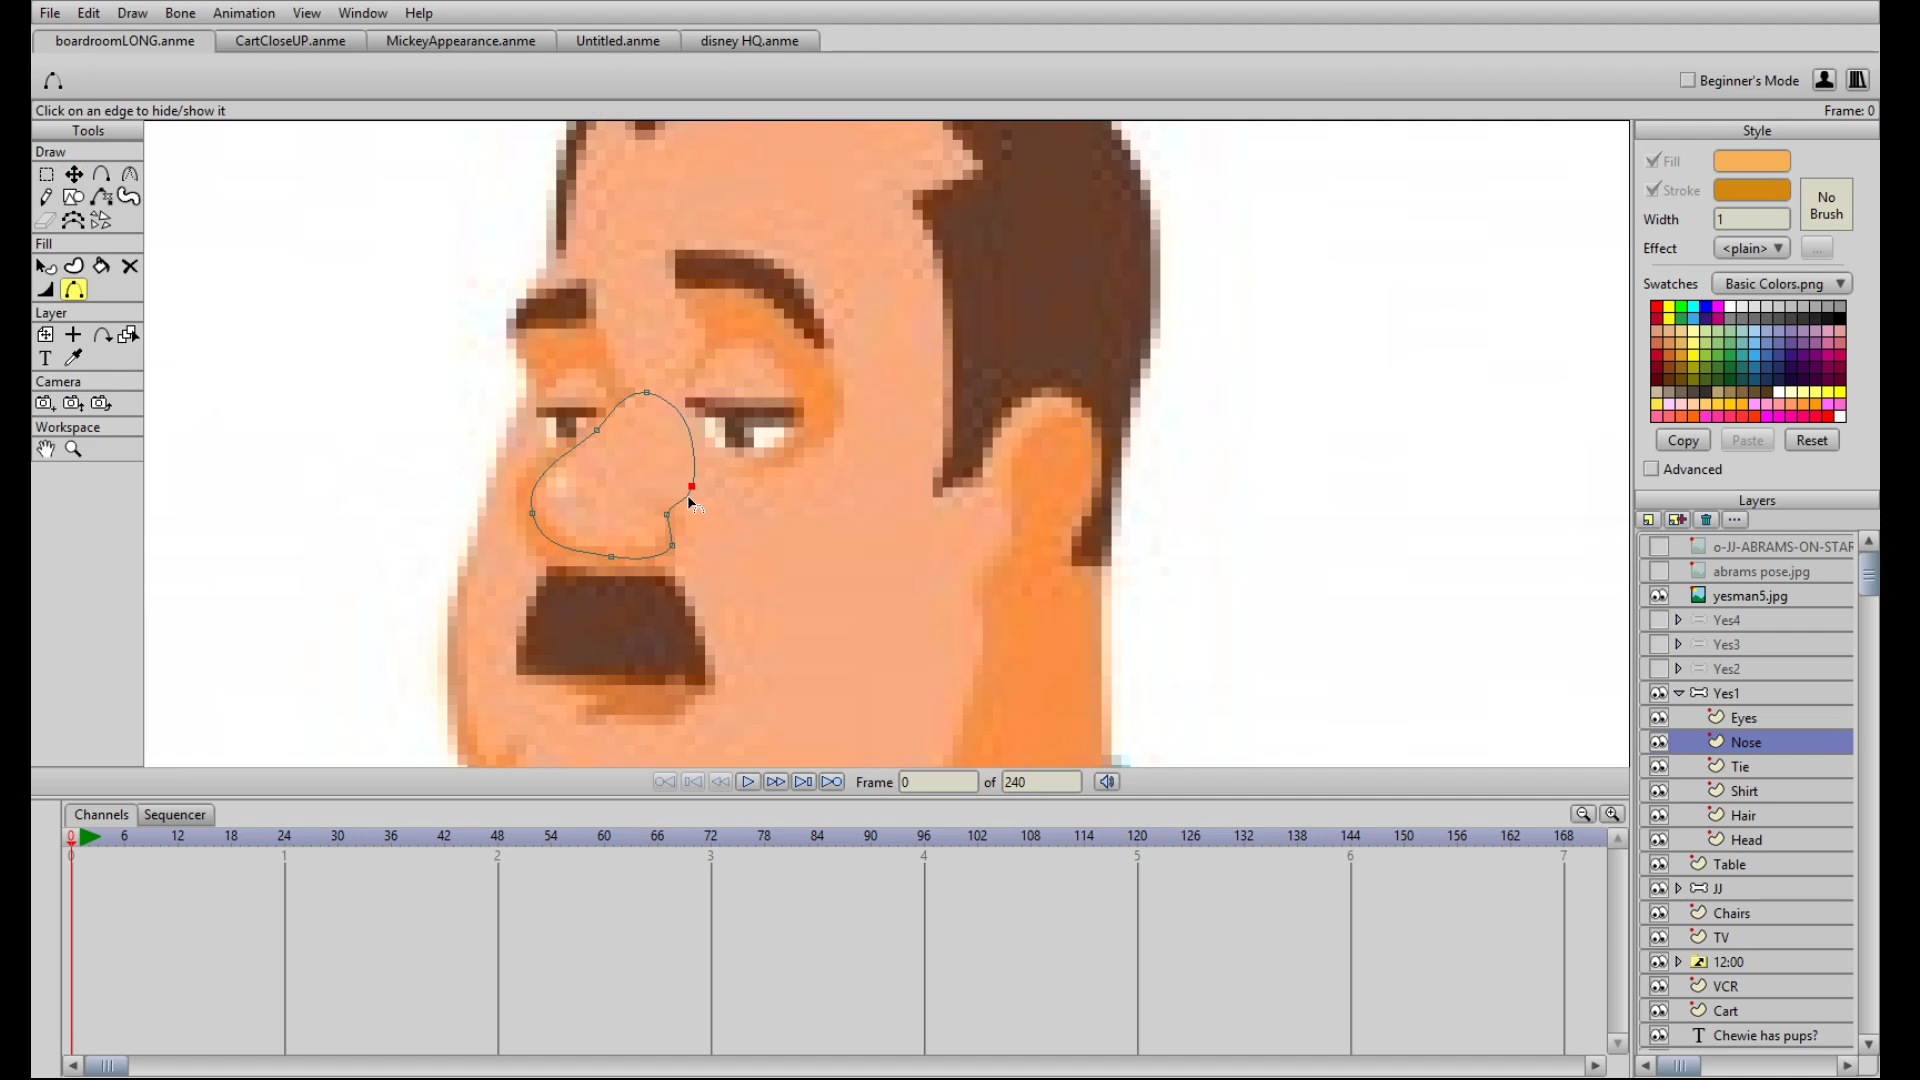 File Edit Draw Bone Animation View Window Help
boardroomLONG.anme CartCloseUP.anme MickeyAppearance.anme Untitled.anme disney HQ.anme
Beginner's Mode
Click on an edge to hide/show it Frame: 0
Tools
Draw
Fill
Layer
T
Camera
Workspace
Style
Fill
Stroke
No
Brush
Width 1
Effect <plain> ...
Swatches Basic Colors.png
Copy Paste Reset
Advanced
Layers
...
o-JJ-ABRAMS-ON-STAR
abrams pose.jpg
yesman5.jpg
Yes4
Yes3
Yes2
Yes1
Eyes
Nose
Tie
Shirt
Hair
Head
Table
JJ
Chairs
TV
12:00
VCR
Cart
T Chewie has pups?
Frame 0 of 240
Channels Sequencer
0 6 12 18 24 30 36 42 48 54 60 66 72 78 84 90 96 102 108 114 120 126 132 138 144 150 156 162 168
0 1 2 3 4 5 6 7